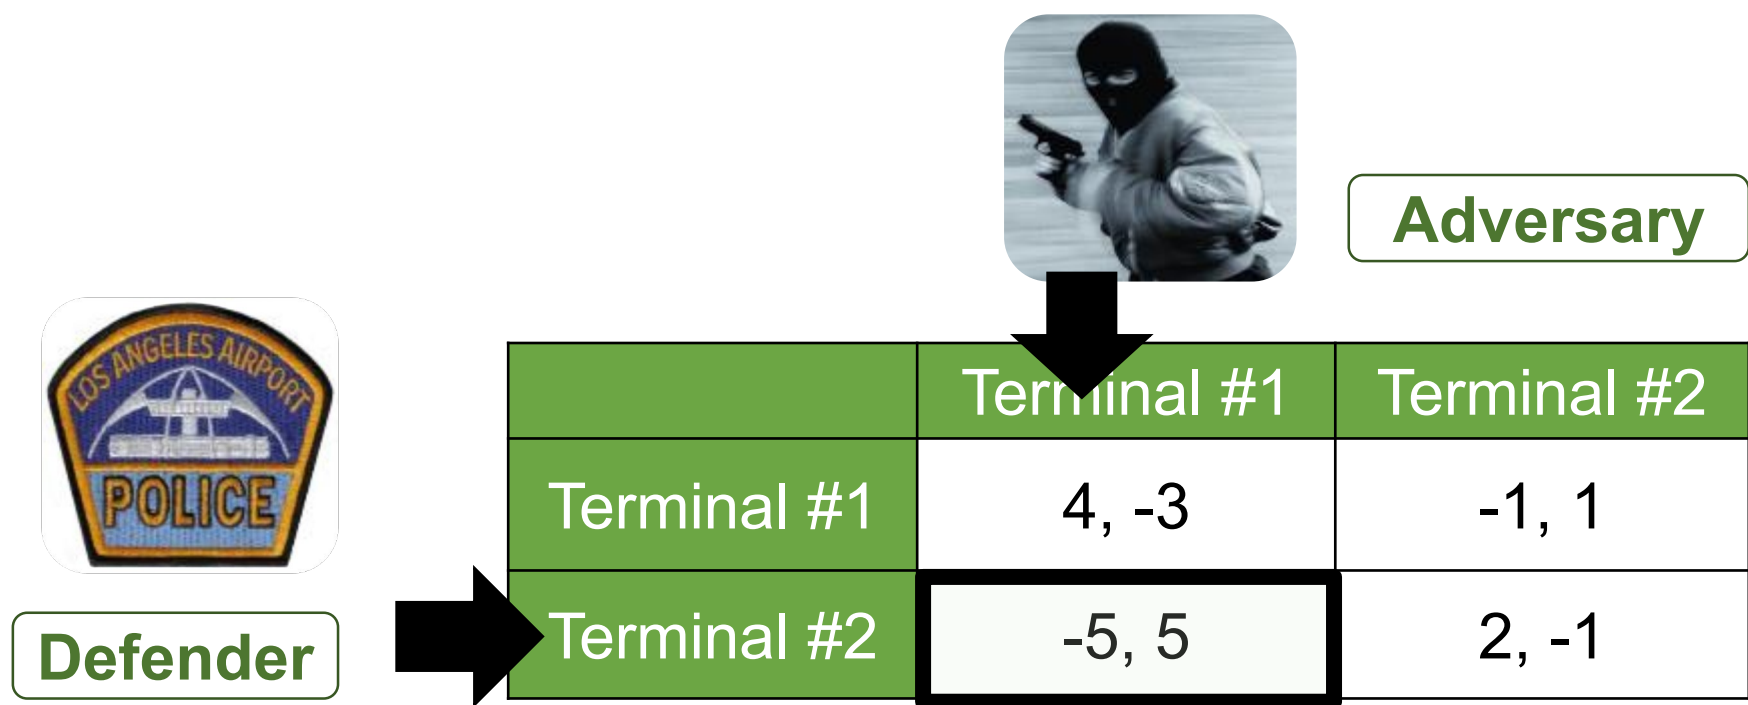 Adversary
LOS ANGELES AIRPORT
POLICE
Defender
Terminal #1 Terminal #2
Terminal #1 4, -3 -1, 1
Terminal #2 -5, 5 2, -1